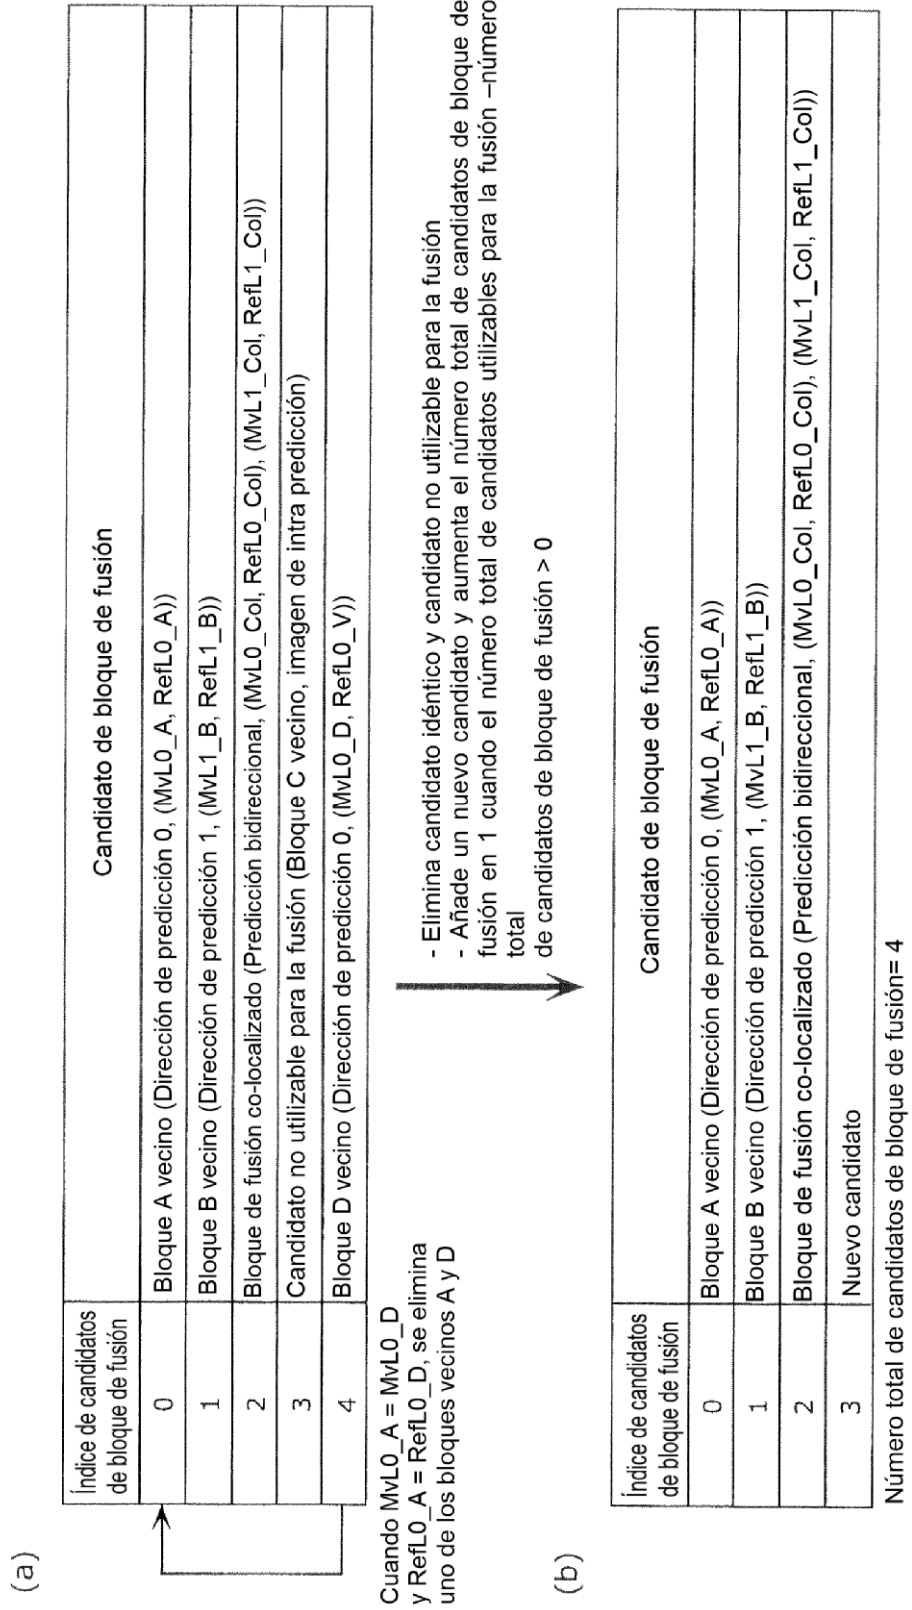 (a)
Índice de candidatos
de bloque de fusión
Candidato de bloque de fusión
0
Bloque A vecino (Dirección de predicción 0, (MvL0_A, RefL0_A))
1
Bloque B vecino (Dirección de predicción 1, (MvL1_B, RefL1_B))
2
Bloque de fusión co-localizado (Predicción bidireccional, (MvL0_Col, RefL0_Col), (MvL1_Col, RefL1_Col))
3
Candidato no utilizable para la fusión (Bloque C vecino, imagen de intra predicción)
4
Bloque D vecino (Dirección de predicción 0, (MvL0_D, RefL0_V))
Cuando MvL0_A = MvL0_D
y RefL0_A = RefL0_D, se elimina
uno de los bloques vecinos A y D
- Elimina candidato idéntico y candidato no utilizable para la fusión
- Añade un nuevo candidato y aumenta el número total de candidatos de bloque de
fusión en 1 cuando el número total de candidatos utilizables para la fusión –número
total
de candidatos de bloque de fusión > 0
(b)
Índice de candidatos
de bloque de fusión
Candidato de bloque de fusión
0
Bloque A vecino (Dirección de predicción 0, (MvL0_A, RefL0_A))
1
Bloque B vecino (Dirección de predicción 1, (MvL1_B, RefL1_B))
2
Bloque de fusión co-localizado (Predicción bidireccional, (MvL0_Col, RefL0_Col), (MvL1_Col, RefL1_Col))
3
Nuevo candidato
Número total de candidatos de bloque de fusión= 4